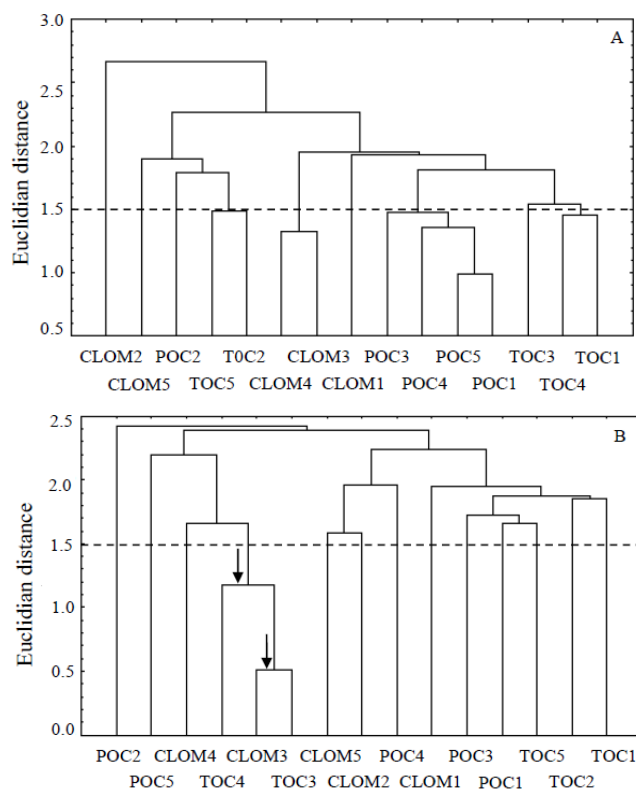 A
Euclidian distance
3.0
2.5
2.0
1.5
1.0
0.5
CLOM2 POC2 T0C2 CLOM3 POC3 POC5 TOC3 TOC1
CLOM5 TOC5 CLOM4 CLOM1 POC4 POC1 TOC4
B
Euclidian distance
2.5
2.0
1.5
1.0
0.5
0.0
POC2 CLOM4 CLOM3 CLOM5 POC4 POC3 TOC5 TOC1
POC5 TOC4 TOC3 CLOM2 CLOM1 POC1 TOC2